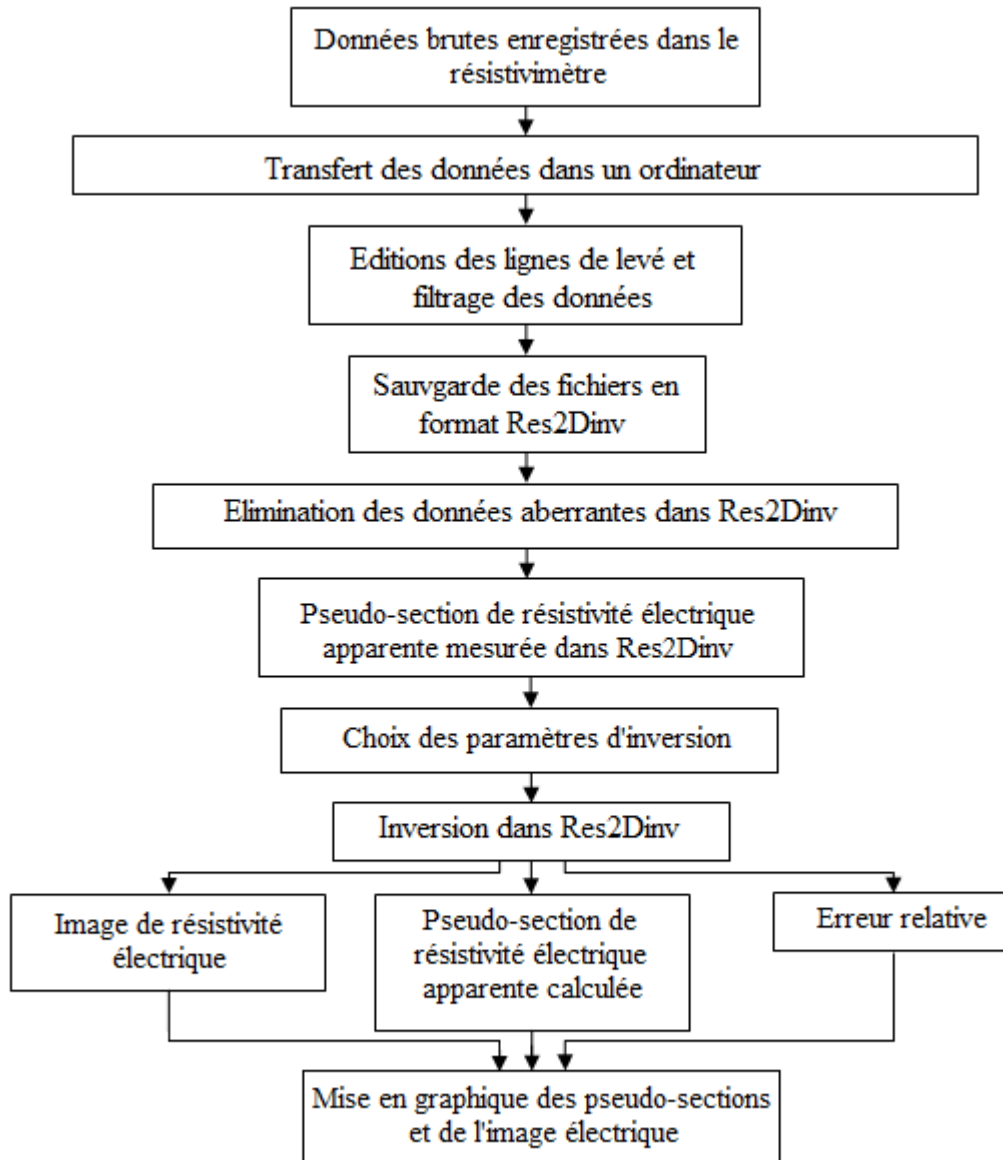 Données brutes enregistrées dans le
résistivimètre
Transfert des données dans un ordinateur
Editions des lignes de levé et
filtrage des données
Sauvgarde des fichiers en
format Res2Dinv
Elimination des données aberrantes dans Res2Dinv
Pseudo-section de résistivité électrique
apparente mesurée dans Res2Dinv
Choix des paramètres d'inversion
Inversion dans Res2Dinv
Image de résistivité
électrique
Pseudo-section de
résistivité électrique
apparente calculée
Erreur relative
Mise en graphique des pseudo-sections
et de l'image électrique